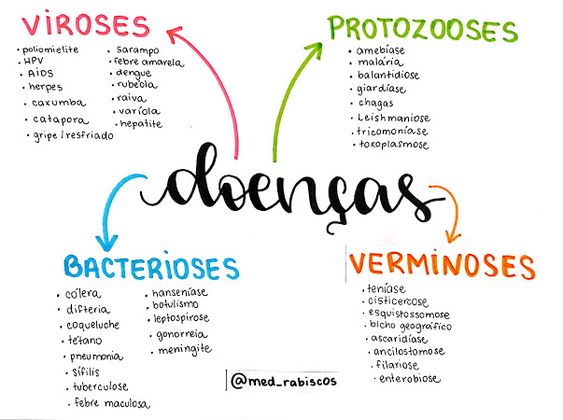 VIROSES
• poliomielite
• HPV
• AIDS
• herpes
• caxumba
• catapora
• gripe/resfriado
• sarampo
• febre amarela
• dengue
• rubéola
• raiva
• varíola
• hepatite
PROTOZOOSES
• amebíase
• malária
• balantidiose
• giardíase
• chagas
• Leishmaniose
• tricomoníase
• toxoplasmose
doenças
BACTERIOSES
• cólera
• difteria
• coqueluche
• tétano
• pneumonia
• sífilis
• tuberculose
• febre maculosa
• hanseníase
• botulismo
• leptospirose
• gonorreia
• meningite
VERMINOSES
• teníase
• cisticercose
• esquistossomose
• bicho geográfico
• ascaridíase
• ancilostomose
• filariose
• enterobiose
@med_rabiscos